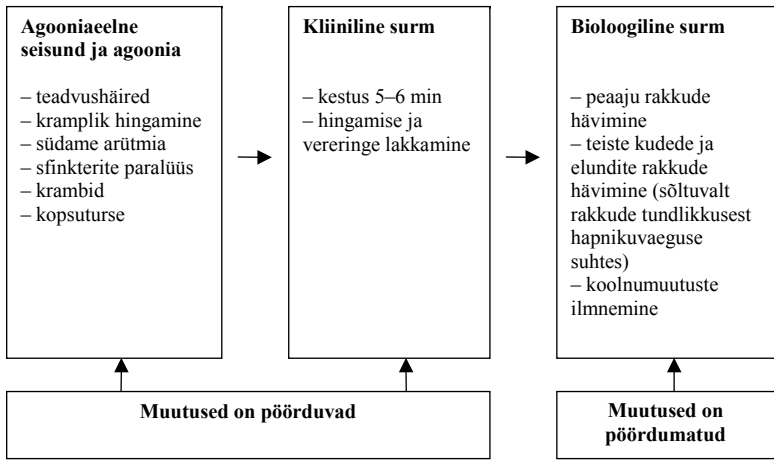 Agooniaeelne
seisund ja agoonia
– teadvushäired
– kramplik hingamine
– südame arütmia
– sfinkterite paralüüs
– krambid
– kopsuturse
Kliiniline surm
– kestus 5–6 min
– hingamise ja
vereringe lakkamine
Bioloogiline surm
– peaaju rakkude
hävimine
– teiste kudede ja
elundite rakkude
hävimine (sõltuvalt
rakkude tundlikkusest
hapnikuvaeguse
suhtes)
– koolnumuutuste
ilmnemine
Muutused on pöörduvad
Muutused on
pöördumatud